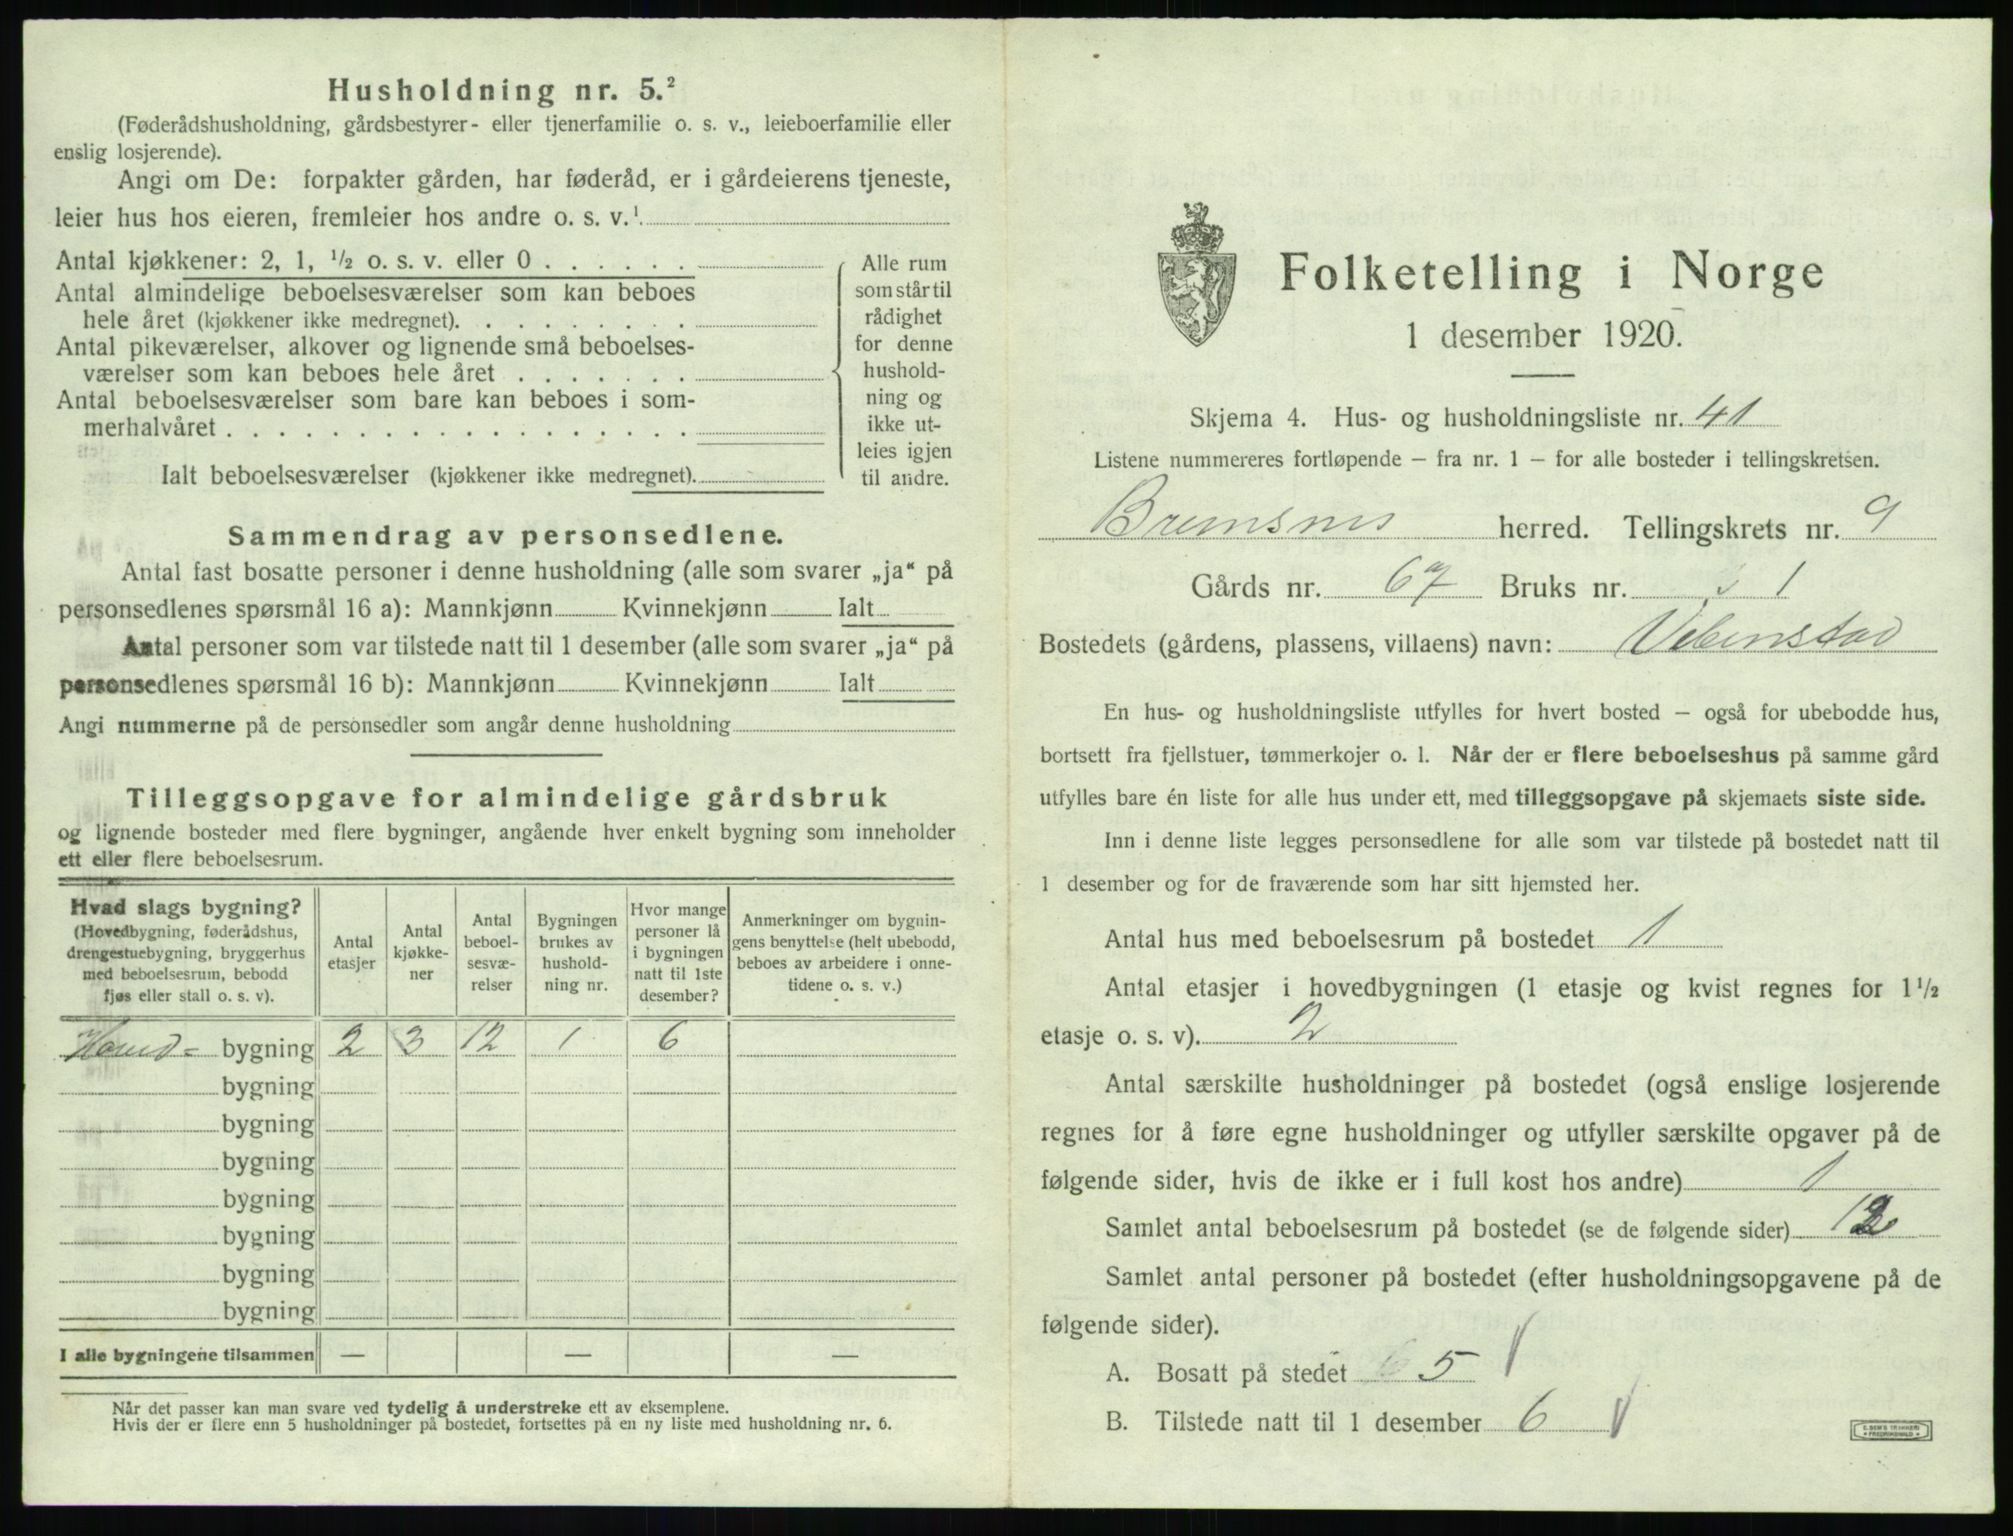 Husholdning nr. 5.²
(Føderådshusholdning, gårdsbestyrer- eller tjenerfamilie o. s. v., leieboerfamilie eller
enslig losjerende).
Angi om De: forpakter gården, har føderåd, er i gårdeierens tjeneste,
leier hus hos eieren, fremleier hos andre o. s. v.¹
Antal kjøkkener: 2, 1, ½ o. s. v. eller 0 . . . . . .
Antal almindelige beboelsesværelser som kan beboes
hele året (kjøkkener ikke medregnet). . . . . . . . .
Antal pikeværelser, alkover og lignende små beboelses-
værelser som kan beboes hele året . . . . . . .
Antal beboelsesværelser som bare kan beboes i som-
merhalvåret . . . . . . . . . . . . . . . . . .
Ialt beboelsesværelser (kjøkkener ikke medregnet).
Alle rum
som står til
rådighet
for denne
hushold-
ning og
ikke ut-
leies igjen
til andre.
Sammendrag av personsedlene.
Antal fast bosatte personer i denne husholdning (alle som svarer „ja“ på
personsedlenes spørsmål 16 a): Mannkjønn Kvinnekjønn Ialt
Antal personer som var tilstede natt til 1 desember (alle som svarer „ja“ på
personsedlenes spørsmål 16 b): Mannkjønn Kvinnekjønn Ialt
Angi nummerne på de personsedler som angår denne husholdning
Tilleggsopgave for almindelige gårdsbruk
og lignende bosteder med flere bygninger, angående hver enkelt bygning som inneholder
ett eller flere beboelsesrum.
Hvad slags bygning?
(Hovedbygning, føderådshus,
drengestuebygning, bryggerhus
med beboelsesrum, bebodd
fjøs eller stall o. s. v).
Antal
etasjer
Antal
kjøkke-
ner
Antal
beboel-
sesvæ-
relser
Bygningen
brukes av
hushold-
ning nr.
Hvor mange
personer lå
i bygningen
natt til 1ste
desember?
Anmerkninger om bygnin-
gens benyttelse (helt ubebodd,
beboes av arbeidere i onne-
tidene o. s. v.)
Hoved- bygning 2 3 12 1 6
bygning
bygning
bygning
bygning
bygning
bygning
bygning
I alle bygningene tilsammen — — —
Når det passer kan man svare ved tydelig å understreke ett av eksemplene.
Hvis der er flere enn 5 husholdninger på bostedet, fortsettes på en ny liste med husholdning nr. 6.
Folketelling i Norge
1 desember 1920.
Skjema 4. Hus- og husholdningsliste nr. 41
Listene nummereres fortløpende – fra nr. 1 – for alle bosteder i tellingskretsen.
Bremsnes herred. Tellingskrets nr. 9
Gårds nr. 67 Bruks nr. 1
Bostedets (gårdens, plassens, villaens) navn: Vebenstad
En hus- og husholdningsliste utfylles for hvert bosted – også for ubebodde hus,
bortsett fra fjellstuer, tømmerkojer o. l. Når der er flere beboelseshus på samme gård
utfylles bare én liste for alle hus under ett, med tilleggsopgave på skjemaets siste side.
Inn i denne liste legges personsedlene for alle som var tilstede på bostedet natt til
1 desember og for de fraværende som har sitt hjemsted her.
Antal hus med beboelsesrum på bostedet 1
Antal etasjer i hovedbygningen (1 etasje og kvist regnes for 1½
etasje o. s. v). 2
Antal særskilte husholdninger på bostedet (også enslige losjerende
regnes for å føre egne husholdninger og utfyller særskilte opgaver på de
følgende sider, hvis de ikke er i full kost hos andre) 1
Samlet antal beboelsesrum på bostedet (se de følgende sider) 12
Samlet antal personer på bostedet (efter husholdningsopgavene på de
følgende sider).
A. Bosatt på stedet 5
B. Tilstede natt til 1 desember 6